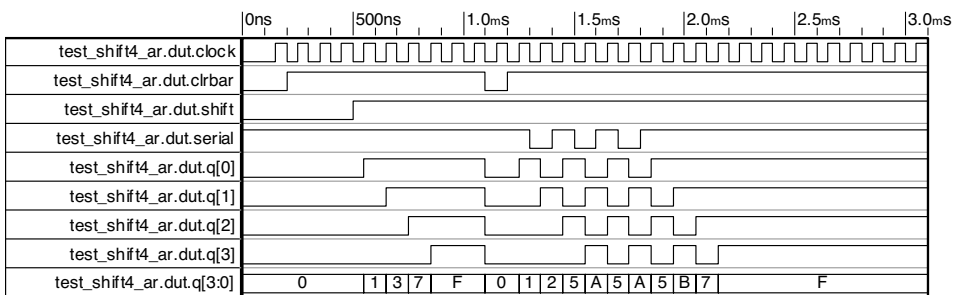 0ns 500ns 1.0ms 1.5ms 2.0ms 2.5ms 3.0ms
test_shift4_ar.dut.clock
test_shift4_ar.dut.clrbar
test_shift4_ar.dut.shift
test_shift4_ar.dut.serial
test_shift4_ar.dut.q[0]
test_shift4_ar.dut.q[1]
test_shift4_ar.dut.q[2]
test_shift4_ar.dut.q[3]
test_shift4_ar.dut.q[3:0] 0 1 3 7 F 0 1 2 5 A 5 A 5 B 7 F